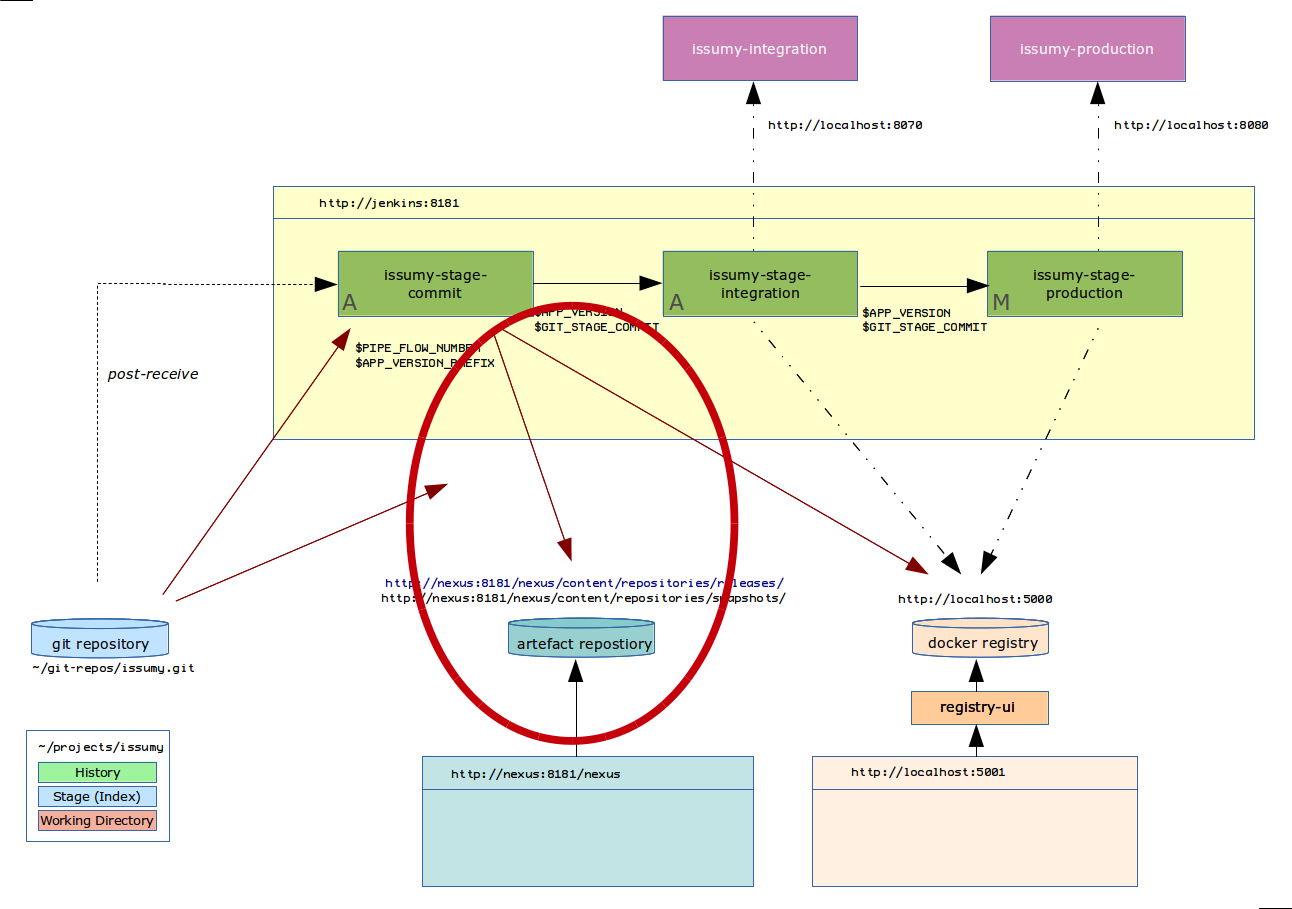 issumy-integration
issumy-production
http://localhost:8070
http://localhost:8080
http://jenkins:8181
issumy-stage-
commit
A
issumy-stage-
integration
A
issumy-stage-
production
M
$APP_VERSION
$GIT_STAGE_COMMIT
$APP_VERSION
$GIT_STAGE_COMMIT
$PIPE_FLOW_NUMBER
$APP_VERSION_PREFIX
post-receive
http://nexus:8181/nexus/content/repositories/releases/
http://nexus:8181/nexus/content/repositories/snapshots/
http://localhost:5000
git repository
artefact repostiory
docker registry
~/git-repos/issumy.git
registry-ui
~/projects/issumy
History
Stage (Index)
Working Directory
http://nexus:8181/nexus
http://localhost:5001